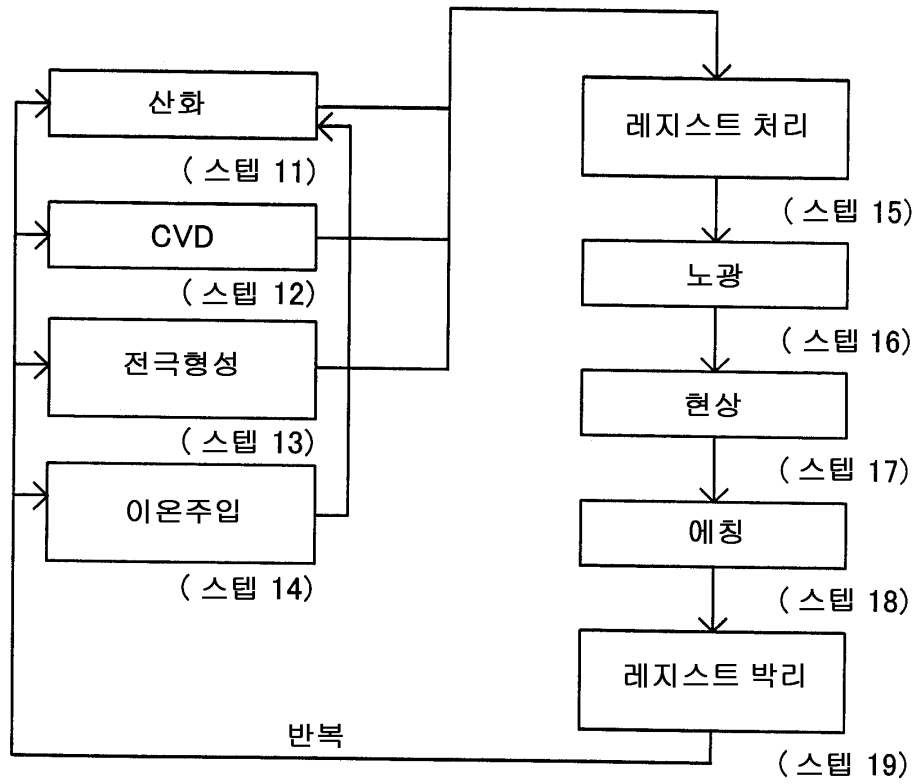 산화
( 스텝 11)
CVD
( 스텝 12)
전극형성
( 스텝 13)
이온주입
( 스텝 14)
레지스트 처리
( 스텝 15)
노광
( 스텝 16)
현상
( 스텝 17)
에칭
( 스텝 18)
레지스트 박리
( 스텝 19)
반복